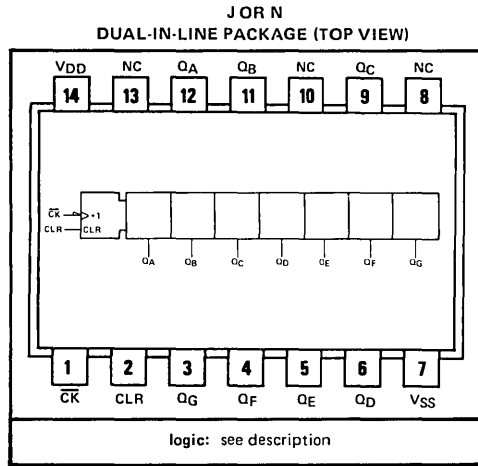 J OR N
DUAL-IN-LINE PACKAGE (TOP VIEW)
VDD NC QA QB NC QC NC
14 13 12 11 10 9 8
CK +1
CLR CLR
QA QB QC QD QE QF QG
1 2 3 4 5 6 7
CK CLR QG QF QE QD VSS
logic: see description